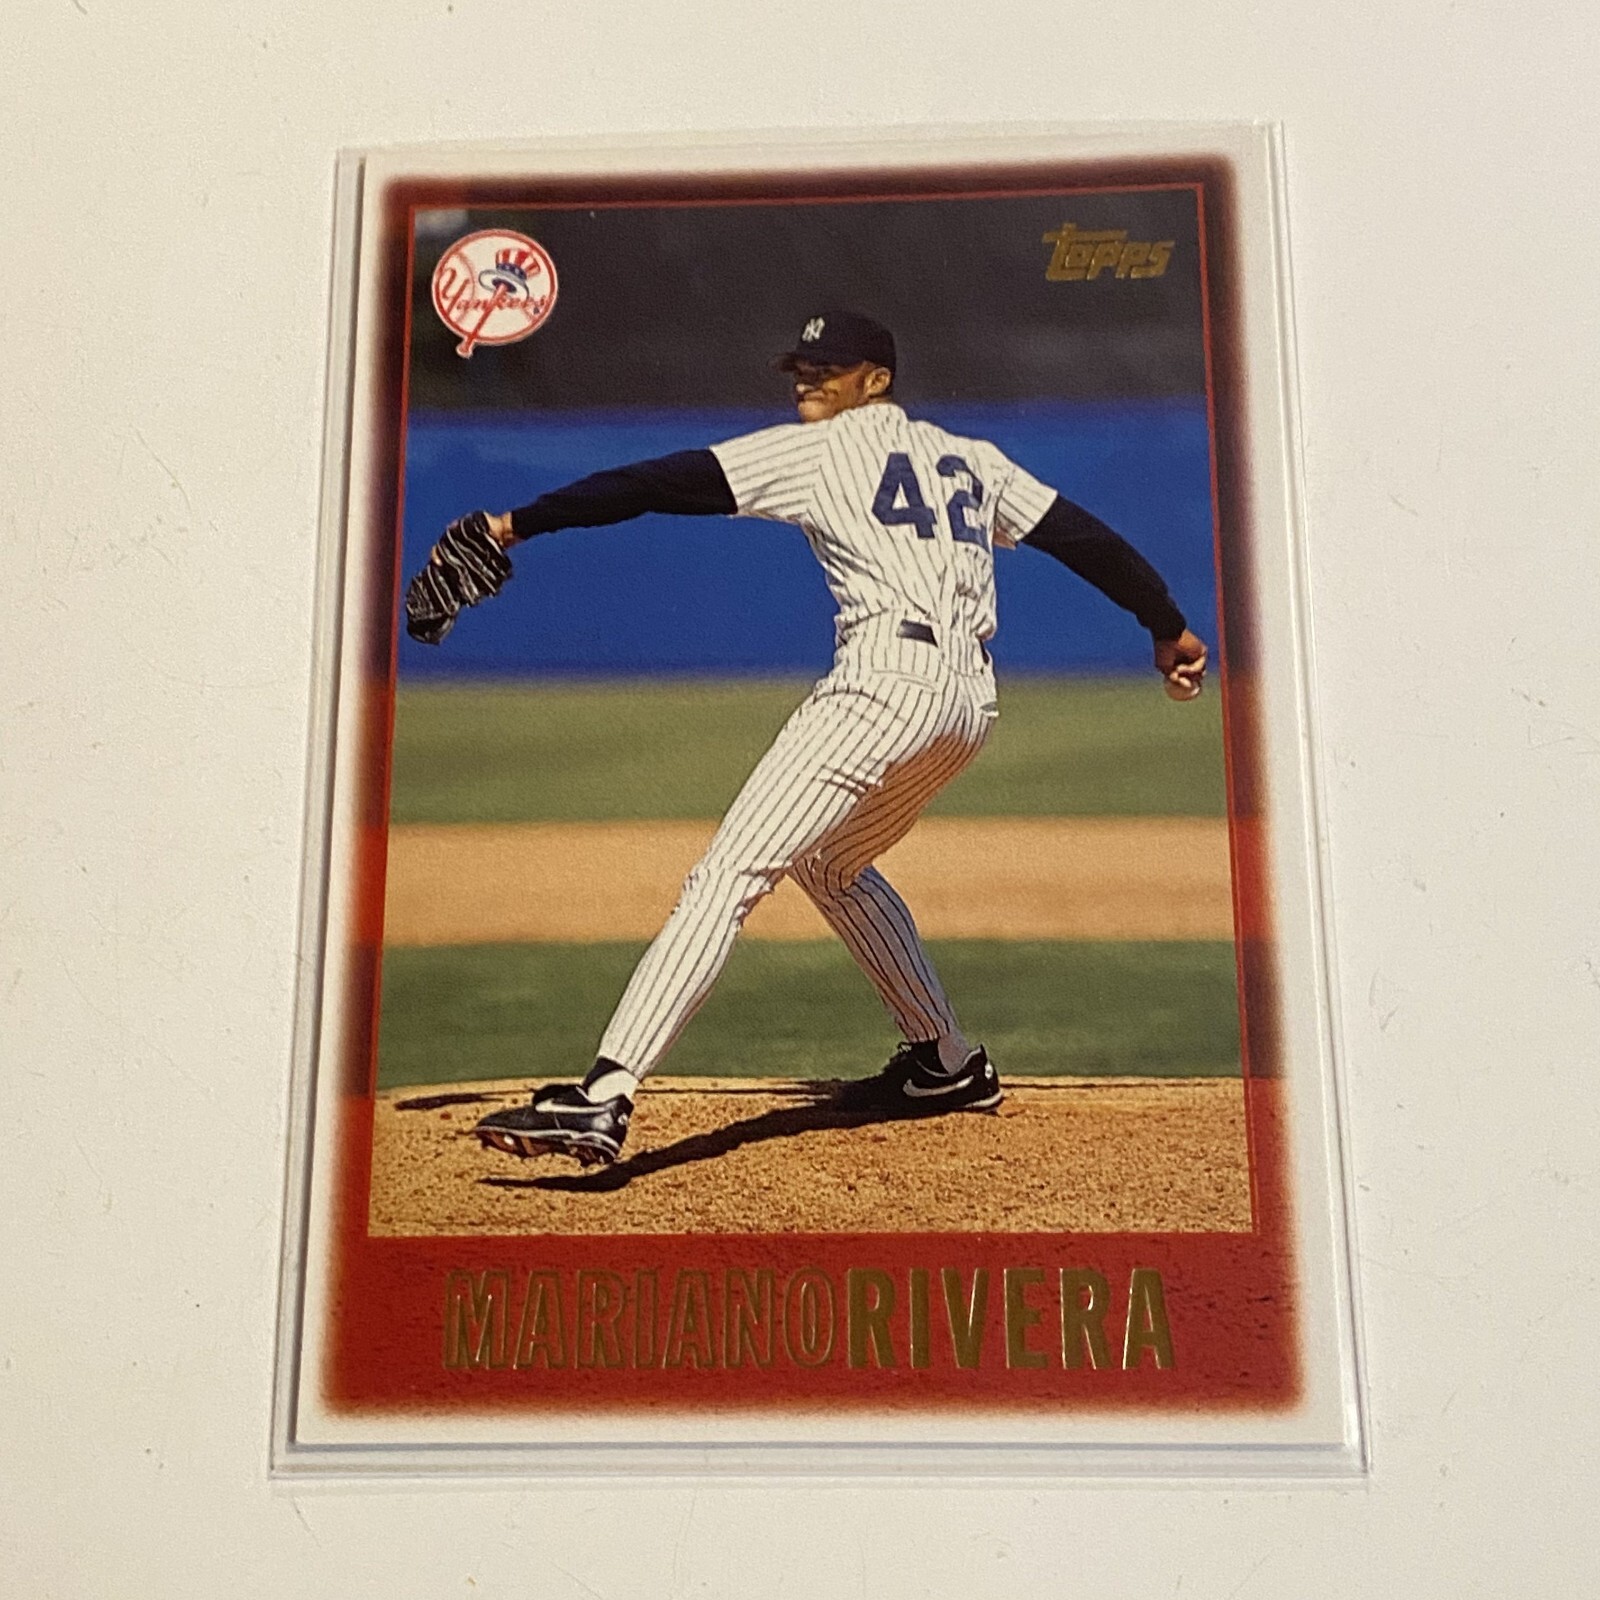 Yankees
topps
NY
42
MARIANO RIVERA